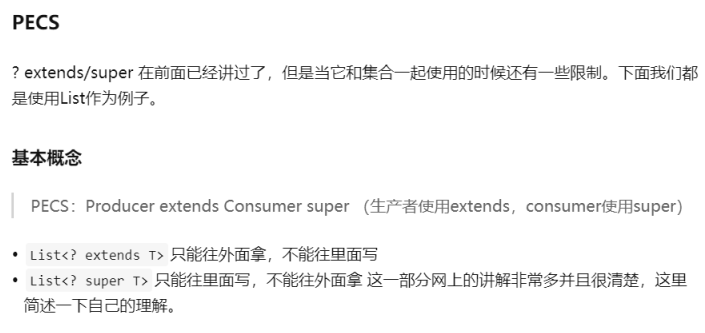 PECS
? extends/super 在前面已经讲过了，但是当它和集合一起使用的时候还有一些限制。下面我们都
是使用List作为例子。
基本概念
PECS：Producer extends Consumer super （生产者使用extends，consumer使用super）
• List<? extends T> 只能往外面拿，不能往里面写
• List<? super T> 只能往里面写，不能往外面拿 这一部分网上的讲解非常多并且很清楚，这里
简述一下自己的理解。